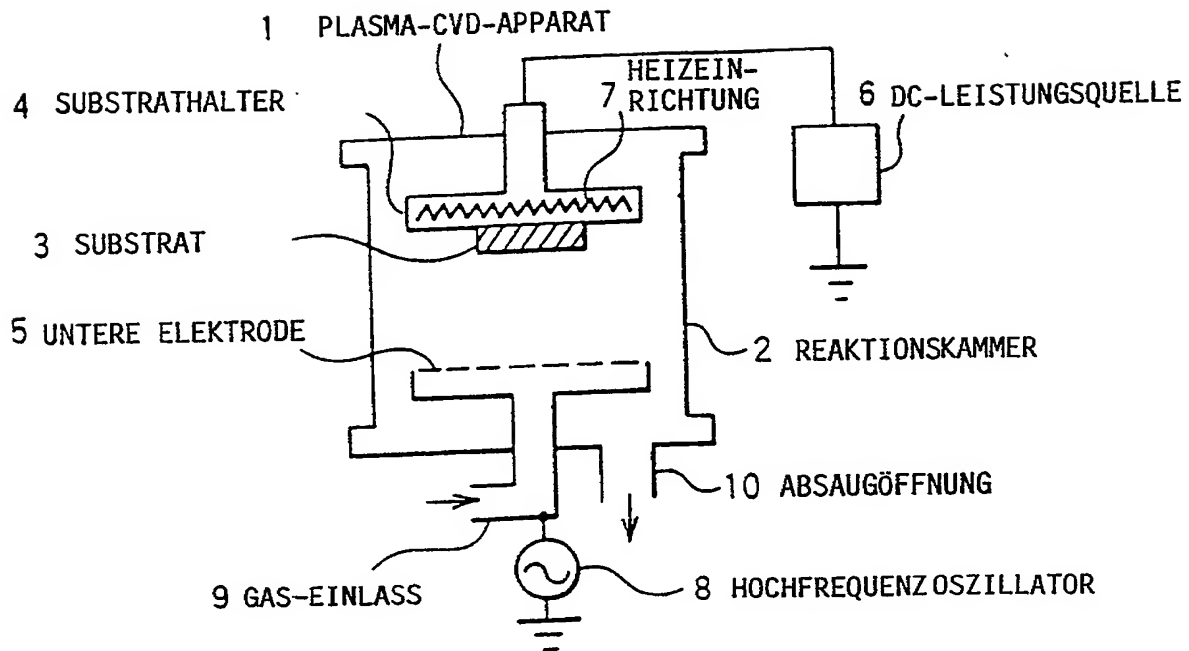 1 PLASMA-CVD-APPARAT
4 SUBSTRATHALTER
7 HEIZEIN-
RICHTUNG
6 DC-LEISTUNGSQUELLE
3 SUBSTRAT
5 UNTERE ELEKTRODE
2 REAKTIONSKAMMER
10 ABSAUGÖFFNUNG
9 GAS-EINLASS
8 HOCHFREQUENZOSZILLATOR